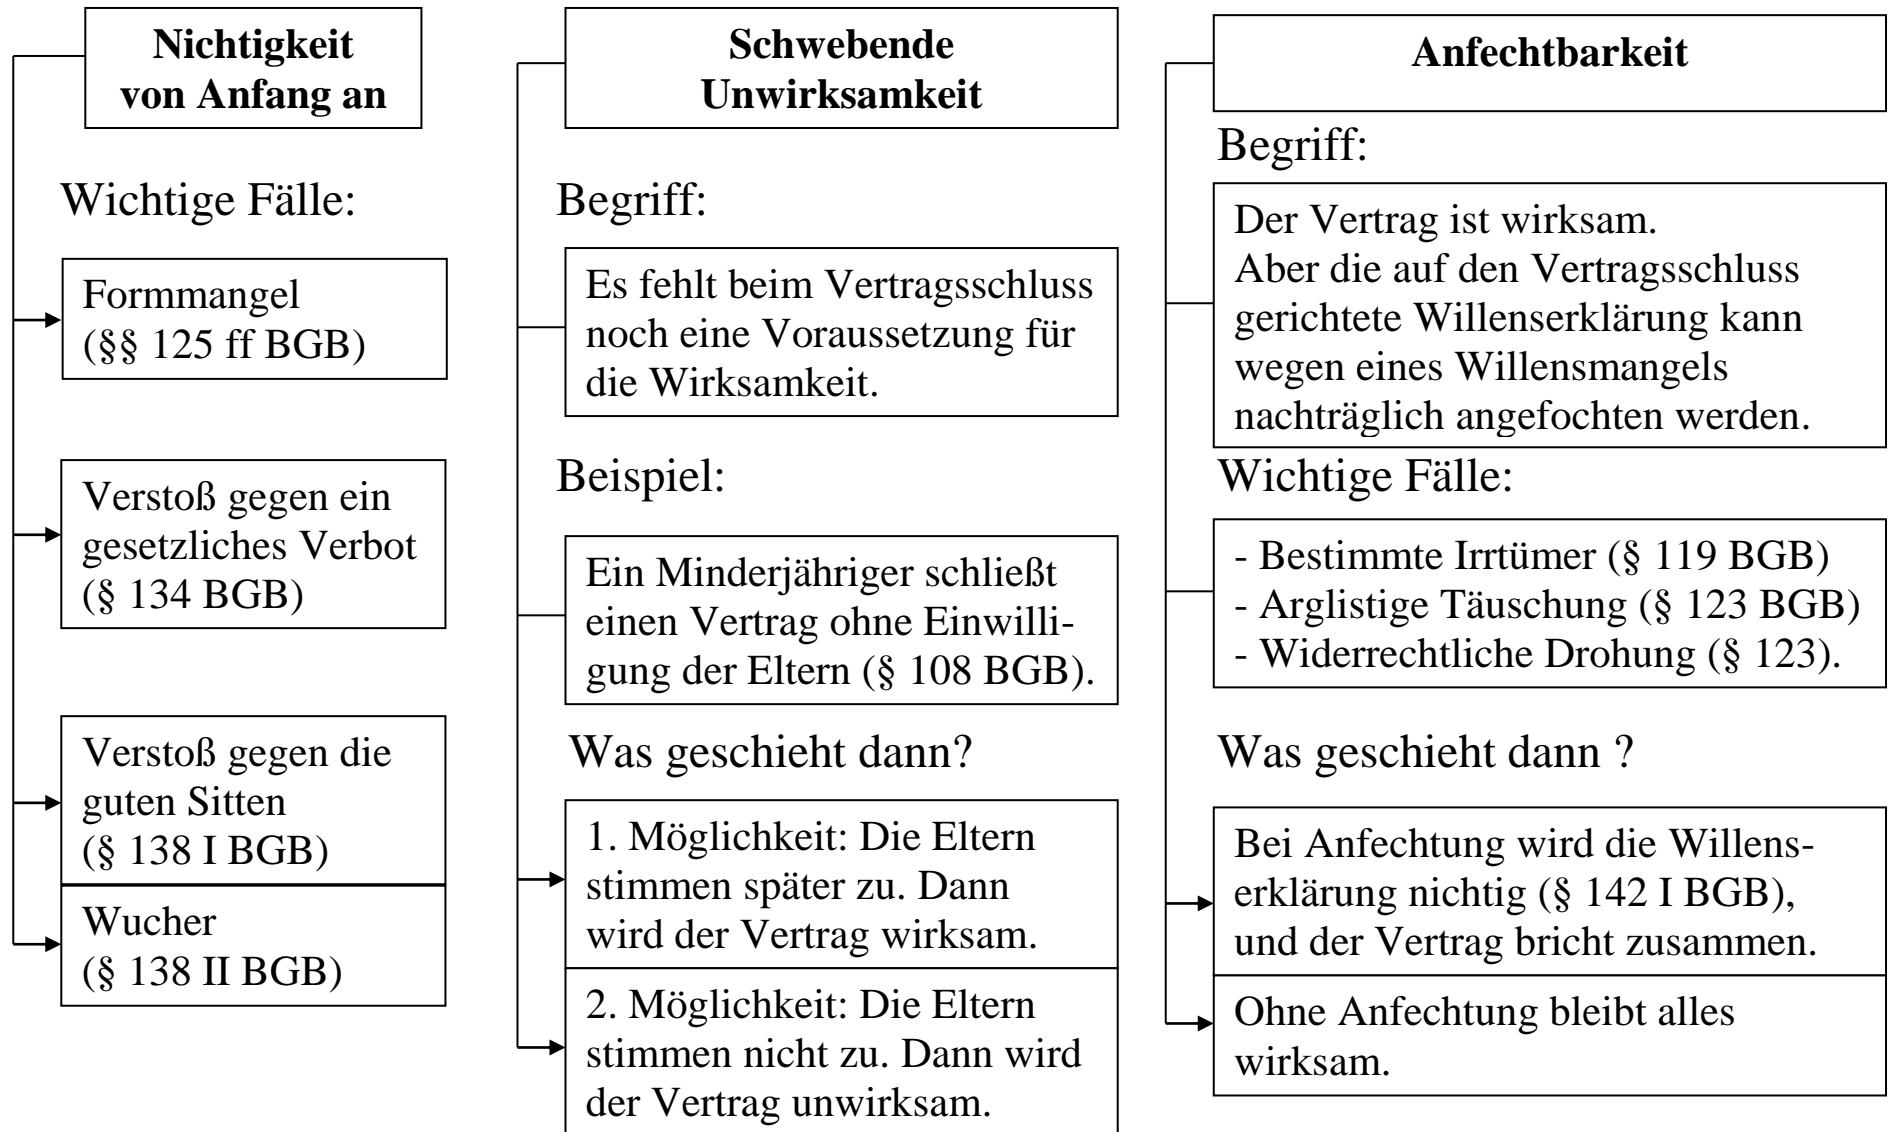 Nichtigkeit
von Anfang an
Wichtige Fälle:
Formmangel
(§§ 125 ff BGB)
Verstoß gegen ein
gesetzliches Verbot
(§ 134 BGB)
Verstoß gegen die
guten Sitten
(§ 138 I BGB)
Wucher
(§ 138 II BGB)
Schwebende
Unwirksamkeit
Begriff:
Es fehlt beim Vertragsschluss
noch eine Voraussetzung für
die Wirksamkeit.
Beispiel:
Ein Minderjähriger schließt
einen Vertrag ohne Einwilli-
gung der Eltern (§ 108 BGB).
Was geschieht dann?
1. Möglichkeit: Die Eltern
stimmen später zu. Dann
wird der Vertrag wirksam.
2. Möglichkeit: Die Eltern
stimmen nicht zu. Dann wird
der Vertrag unwirksam.
Anfechtbarkeit
Begriff:
Der Vertrag ist wirksam.
Aber die auf den Vertragsschluss
gerichtete Willenserklärung kann
wegen eines Willensmangels
nachträglich angefochten werden.
Wichtige Fälle:
- Bestimmte Irrtümer (§ 119 BGB)
- Arglistige Täuschung (§ 123 BGB)
- Widerrechtliche Drohung (§ 123).
Was geschieht dann ?
Bei Anfechtung wird die Willens-
erklärung nichtig (§ 142 I BGB),
und der Vertrag bricht zusammen.
Ohne Anfechtung bleibt alles
wirksam.